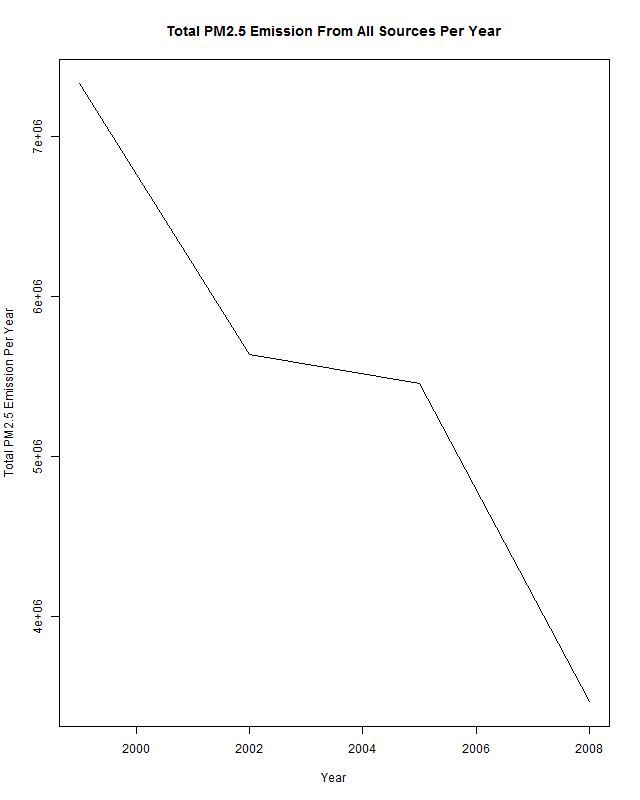 Total PM2.5 Emission From All Sources Per Year
Total PM2.5 Emission Per Year
7e+06
6e+06
5e+06
4e+06
2000 2002 2004 2006 2008
Year